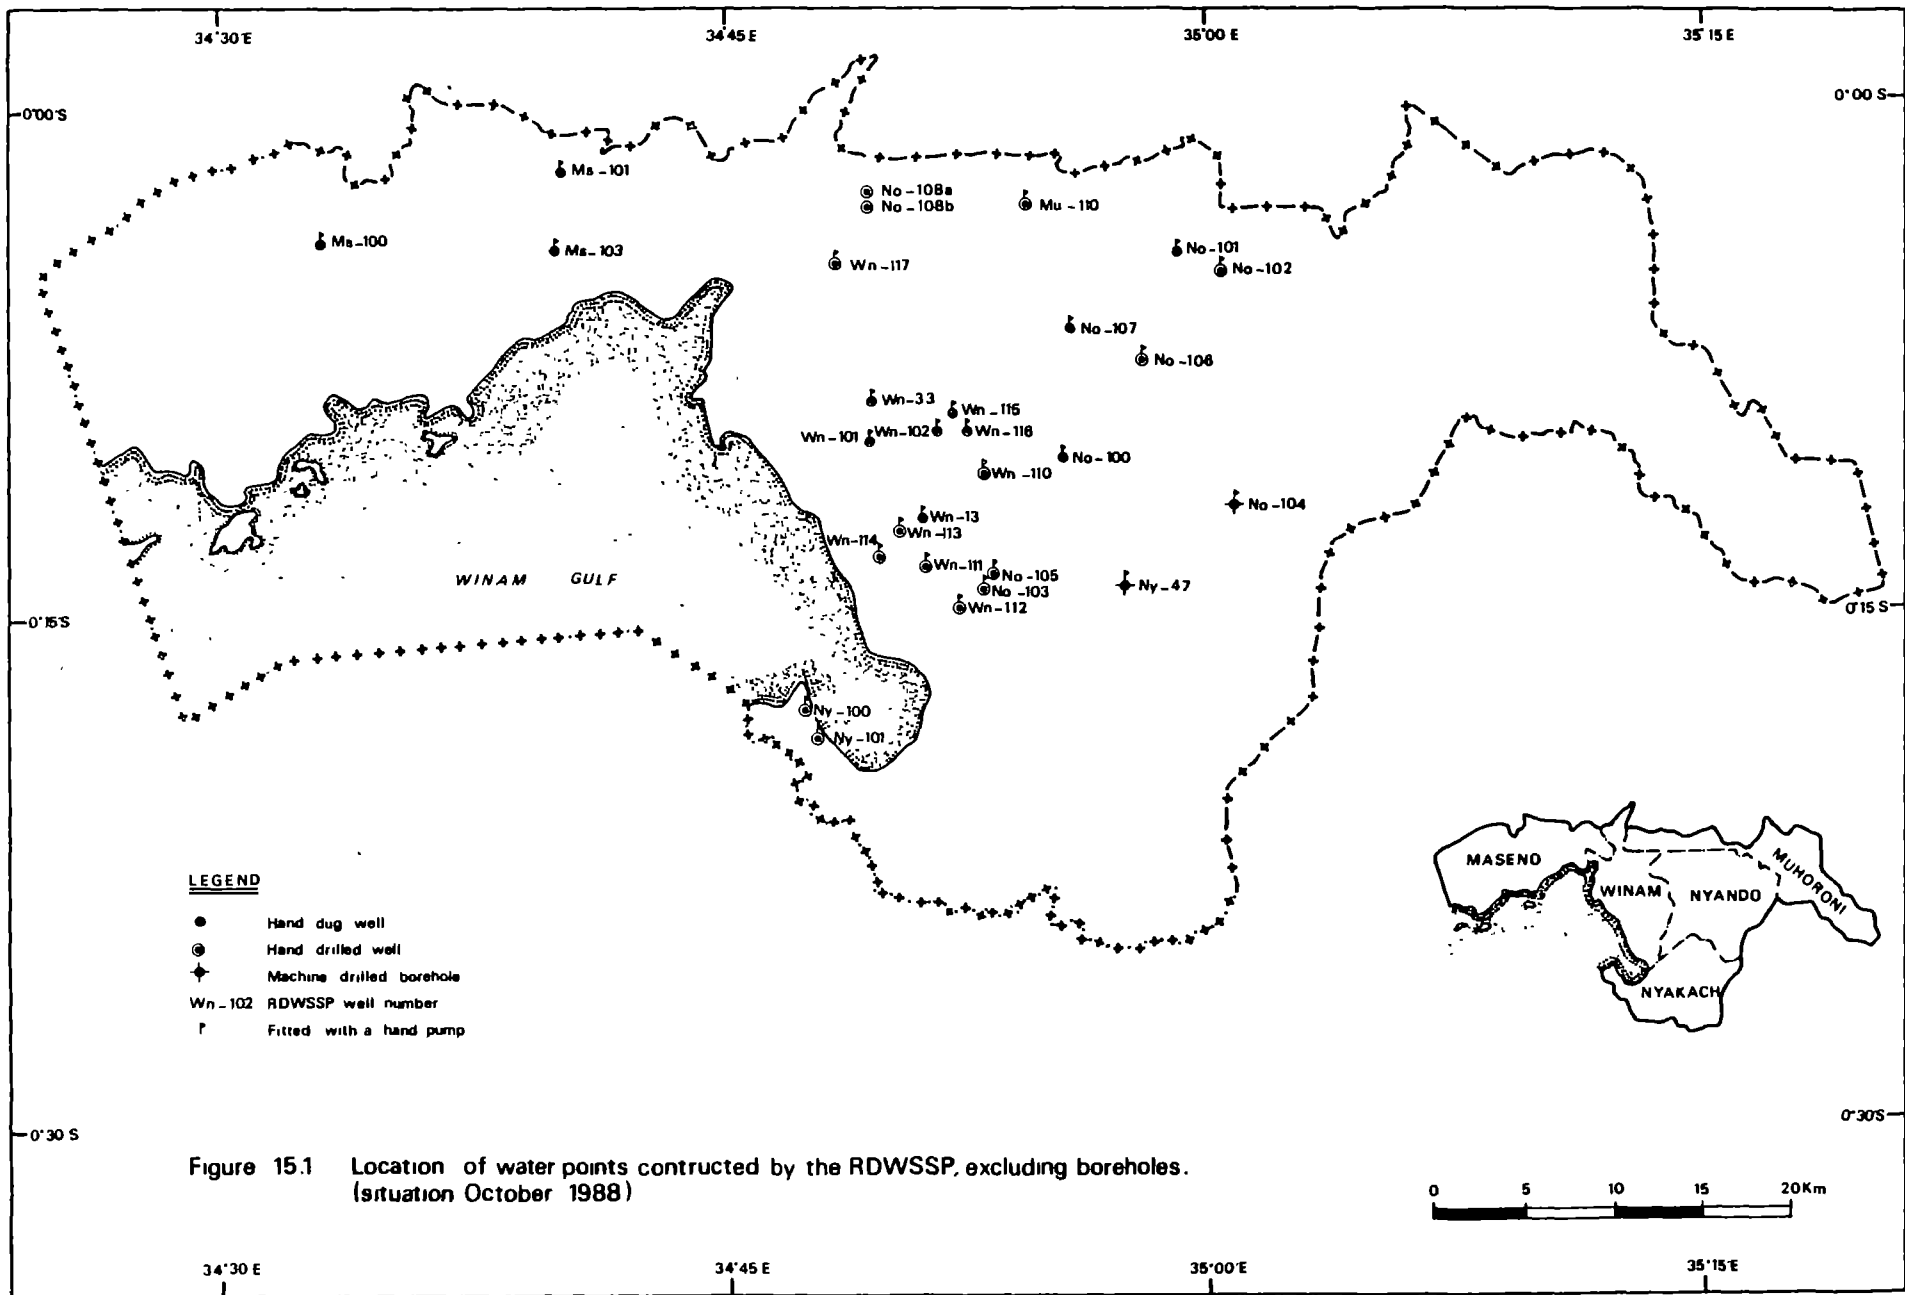 34°30'E
34°45 E
35°00 E
35°15 E
0°00'S
0°00 S
Ms-101
No-108a
No-108b
Mu-110
Ms-100
Ms-103
Wn-117
No-101
No-102
No-107
No-106
Wn-33
Wn-115
Wn-101
Wn-102
Wn-116
No-100
Wn-110
No-104
Wn-13
Wn-113
Wn-114
Wn-111
No-105
No-103
Wn-112
Ny-47
WINAM GULF
0°15'S
0°15 S
Ny-100
Ny-101
LEGEND
Hand dug well
Hand drilled well
Machine drilled borehole
Wn-102 RDWSSP well number
Fitted with a hand pump
MASENO
WINAM
NYANDO
MUHORONI
NYAKACH
0°30 S
0°30'S
Figure 15.1 Location of water points contructed by the RDWSSP, excluding boreholes.
(situation October 1988)
0 5 10 15 20Km
34°30 E
34°45 E
35°00'E
35°15'E